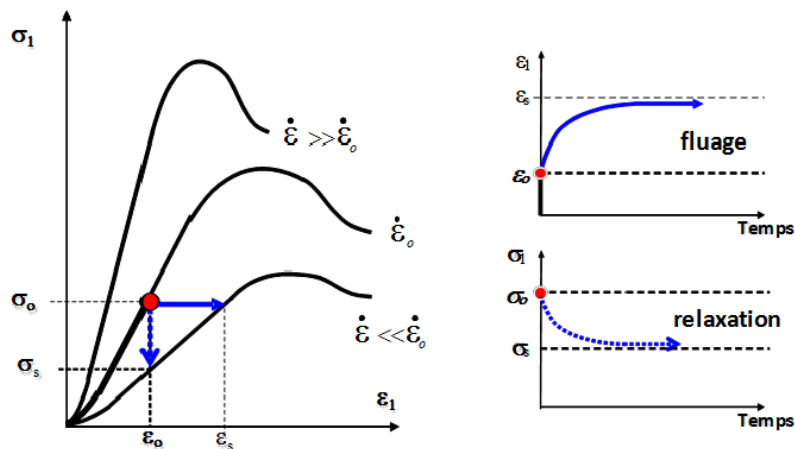 σ₁
ε̇ >>ε̇ₒ
ε̇ₒ
σₒ
ε̇ <<ε̇ₒ
σₛ
ε₁
εₒ
εₛ
ε₁
εₛ
fluage
εₒ
Temps
σ₁
σₒ
relaxation
σₛ
Temps